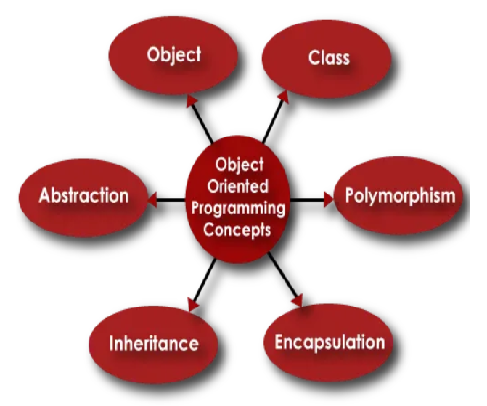 Object
Class
Abstraction
Object
Oriented
Programming
Concepts
Polymorphism
Inheritance
Encapsulation